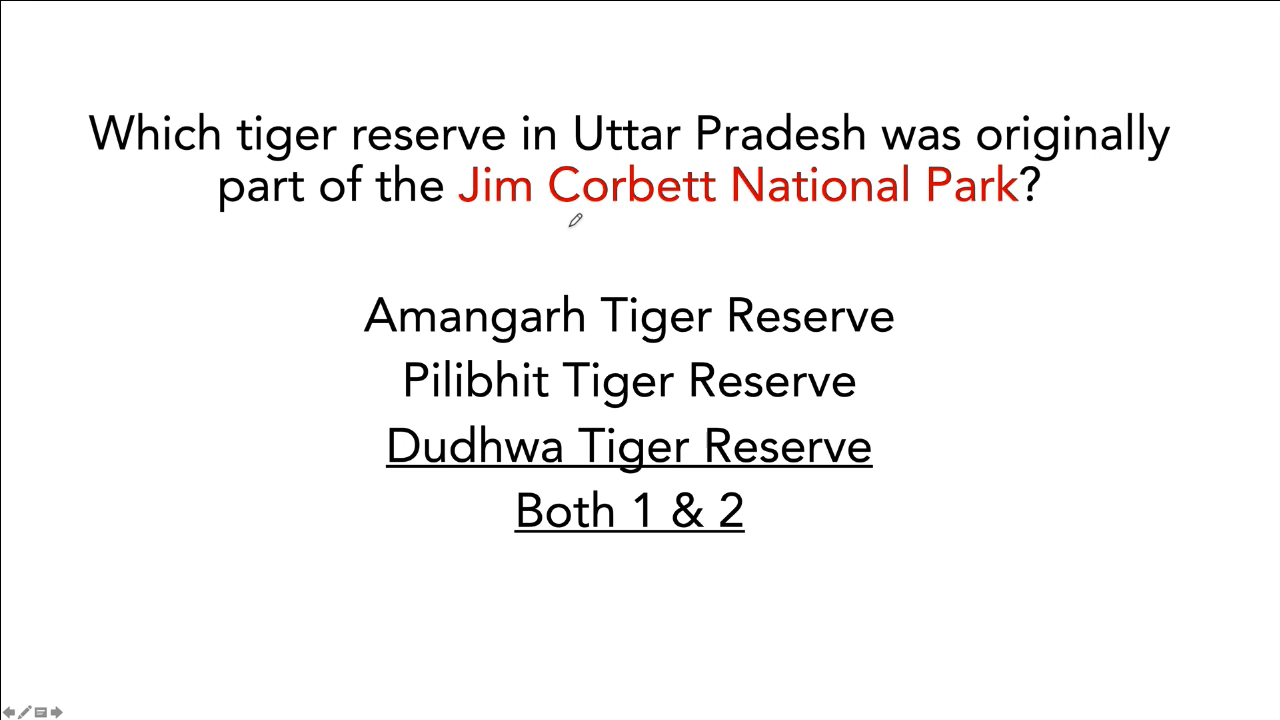 Which tiger reserve in Uttar Pradesh was originally
part of the Jim Corbett National Park?
Amangarh Tiger Reserve
Pilibhit Tiger Reserve
Dudhwa Tiger Reserve
Both 1 & 2